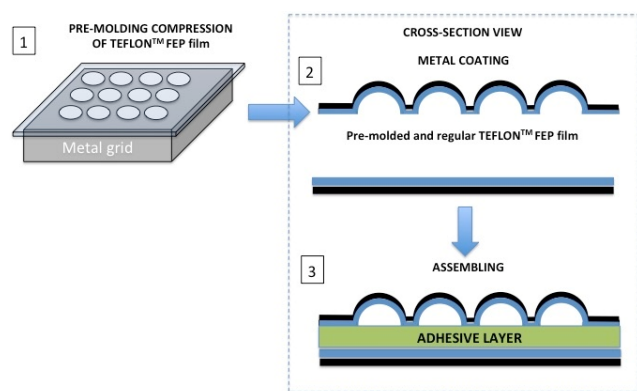 1
PRE-MOLDING COMPRESSION
OF TEFLON™ FEP film
Metal grid
CROSS-SECTION VIEW
2
METAL COATING
Pre-molded and regular TEFLON™ FEP film
3
ASSEMBLING
ADHESIVE LAYER